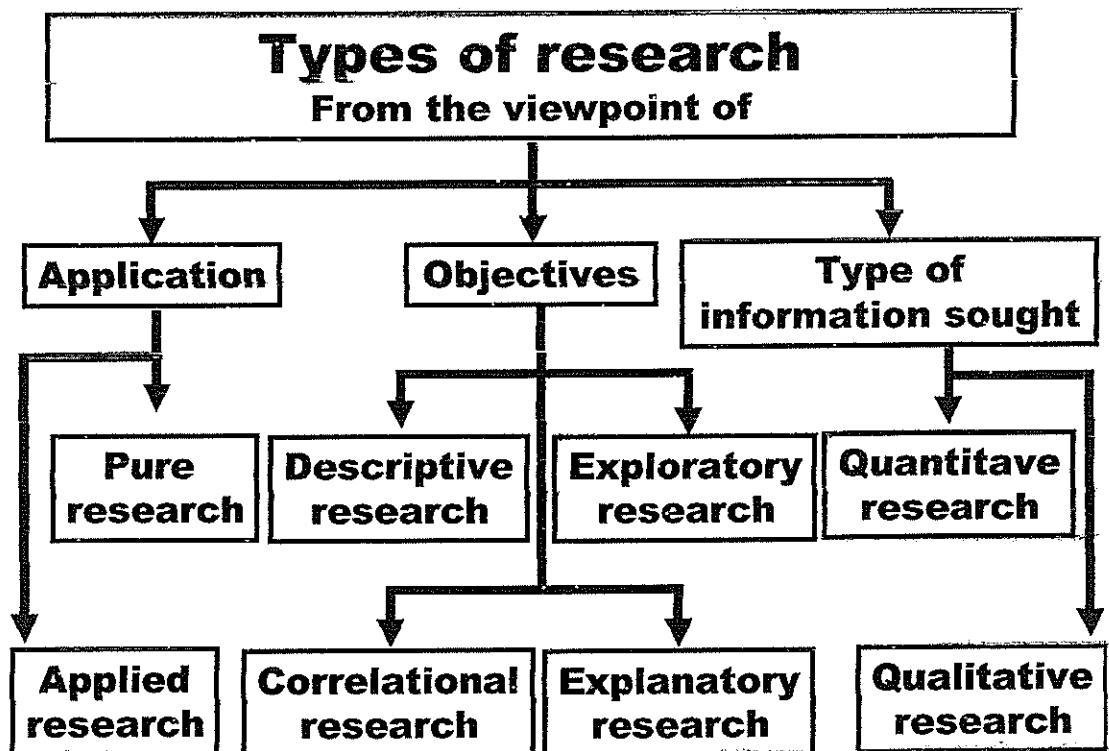 Types of research
From the viewpoint of
Application
Objectives
Type of
information sought
Pure
research
Descriptive
research
Exploratory
research
Quantitave
research
Applied
research
Correlational
research
Explanatory
research
Qualitative
research